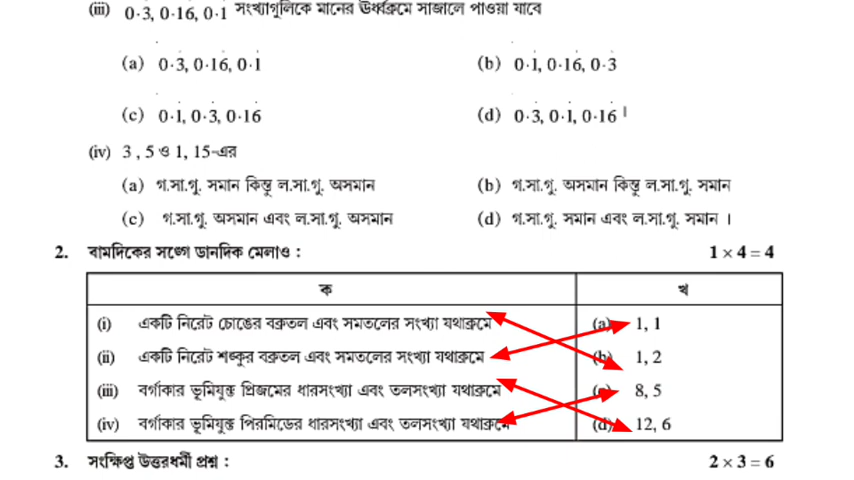 (iii) 0·3̇, 0·16̇, 0·1̇ সংখ্যাগুলিকে মানের ঊর্ধ্বক্রমে সাজালে পাওয়া যাবে
(a) 0·3̇, 0·16̇, 0·1̇ (b) 0·1̇, 0·16̇, 0·3̇
(c) 0·1̇, 0·3̇, 0·16̇ (d) 0·3̇, 0·1̇, 0·16̇ ।
(iv) 3 , 5 ও 1, 15-এর
(a) গ.সা.গু. সমান কিন্তু ল.সা.গু. অসমান (b) গ.সা.গু. অসমান কিন্তু ল.সা.গু. সমান
(c) গ.সা.গু. অসমান এবং ল.সা.গু. অসমান (d) গ.সা.গু. সমান এবং ল.সা.গু. সমান ।
2. বামদিকের সঙ্গে ডানদিক মেলাও : 1 × 4 = 4
ক খ
(i) একটি নিরেট চোঙের বক্রতল এবং সমতলের সংখ্যা যথাক্রমে (a) 1, 1
(ii) একটি নিরেট শঙ্কুর বক্রতল এবং সমতলের সংখ্যা যথাক্রমে (b) 1, 2
(iii) বর্গাকার ভূমিযুক্ত প্রিজমের ধারসংখ্যা এবং তলসংখ্যা যথাক্রমে (c) 8, 5
(iv) বর্গাকার ভূমিযুক্ত পিরামিডের ধারসংখ্যা এবং তলসংখ্যা যথাক্রমে (d) 12, 6
3. সংক্ষিপ্ত উত্তরধর্মী প্রশ্ন : 2 × 3 = 6